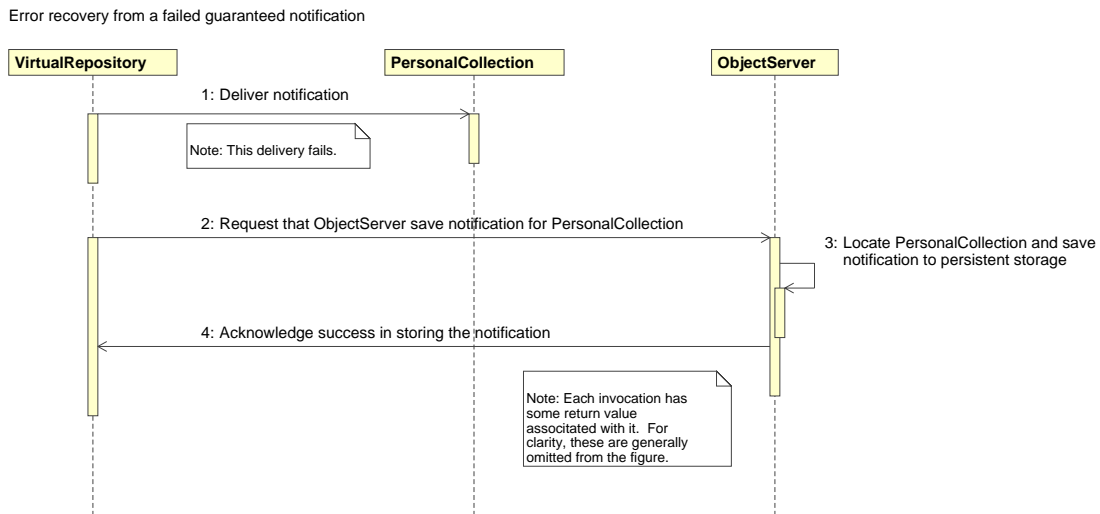 Error recovery from a failed guaranteed notification
VirtualRepository
PersonalCollection
ObjectServer
1: Deliver notification
Note: This delivery fails.
2: Request that ObjectServer save notification for PersonalCollection
3: Locate PersonalCollection and save
notification to persistent storage
4: Acknowledge success in storing the notification
Note: Each invocation has
some return value
associtated with it.  For
clarity, these are generally
omitted from the figure.